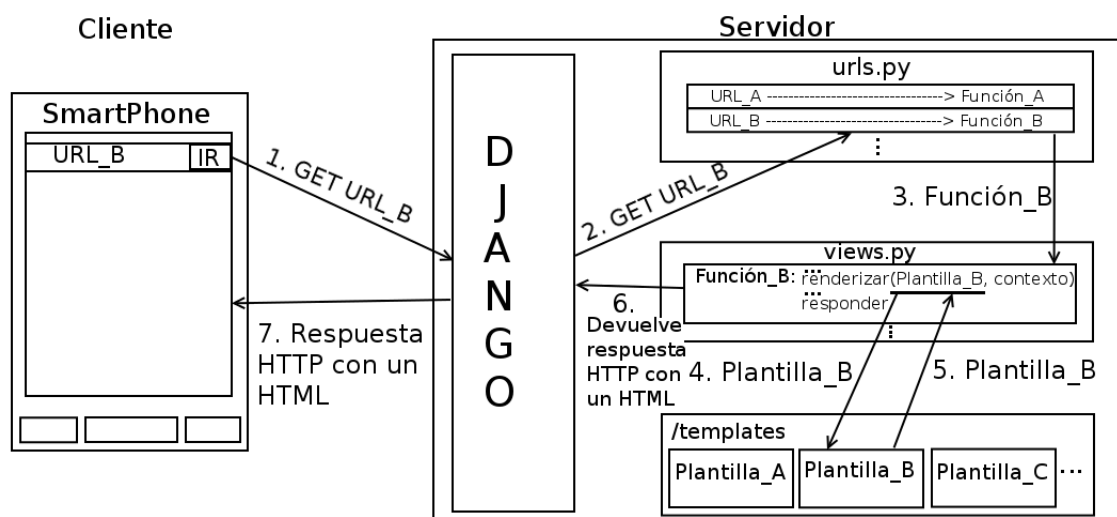 Cliente
Servidor
SmartPhone
URL_B
IR
1. GET URL_B
DJANGO
2. GET URL_B
urls.py
URL_A ----------------------------------> Función_A
URL_B ----------------------------------> Función_B
...
3. Función_B
views.py
Función_B: ...
renderizar(Plantilla_B, contexto)
...
responder
...
6.
Devuelve
respuesta
HTTP con
un HTML
7. Respuesta
HTTP con un
HTML
4. Plantilla_B
5. Plantilla_B
/templates
Plantilla_A
Plantilla_B
Plantilla_C
...